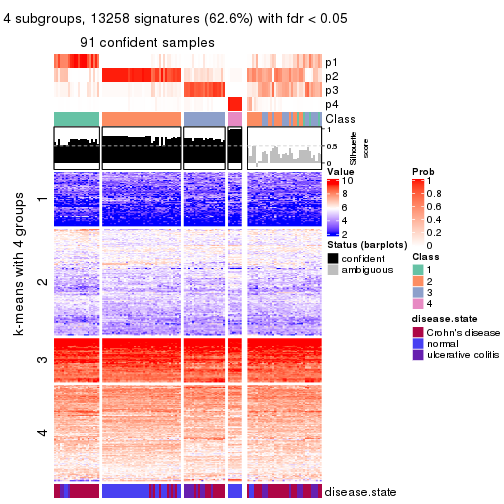 4 subgroups, 13258 signatures (62.6%) with fdr < 0.05
91 confident samples
p1
p2
p3
p4
Class
1
0.5
0
Silhouette
score
k-means with 4 groups
1
2
3
4
disease.state
Value
10
8
6
4
2
Status (barplots)
confident
ambiguous
Prob
1
0.8
0.6
0.4
0.2
0
Class
1
2
3
4
disease.state
Crohn's disease
normal
ulcerative colitis